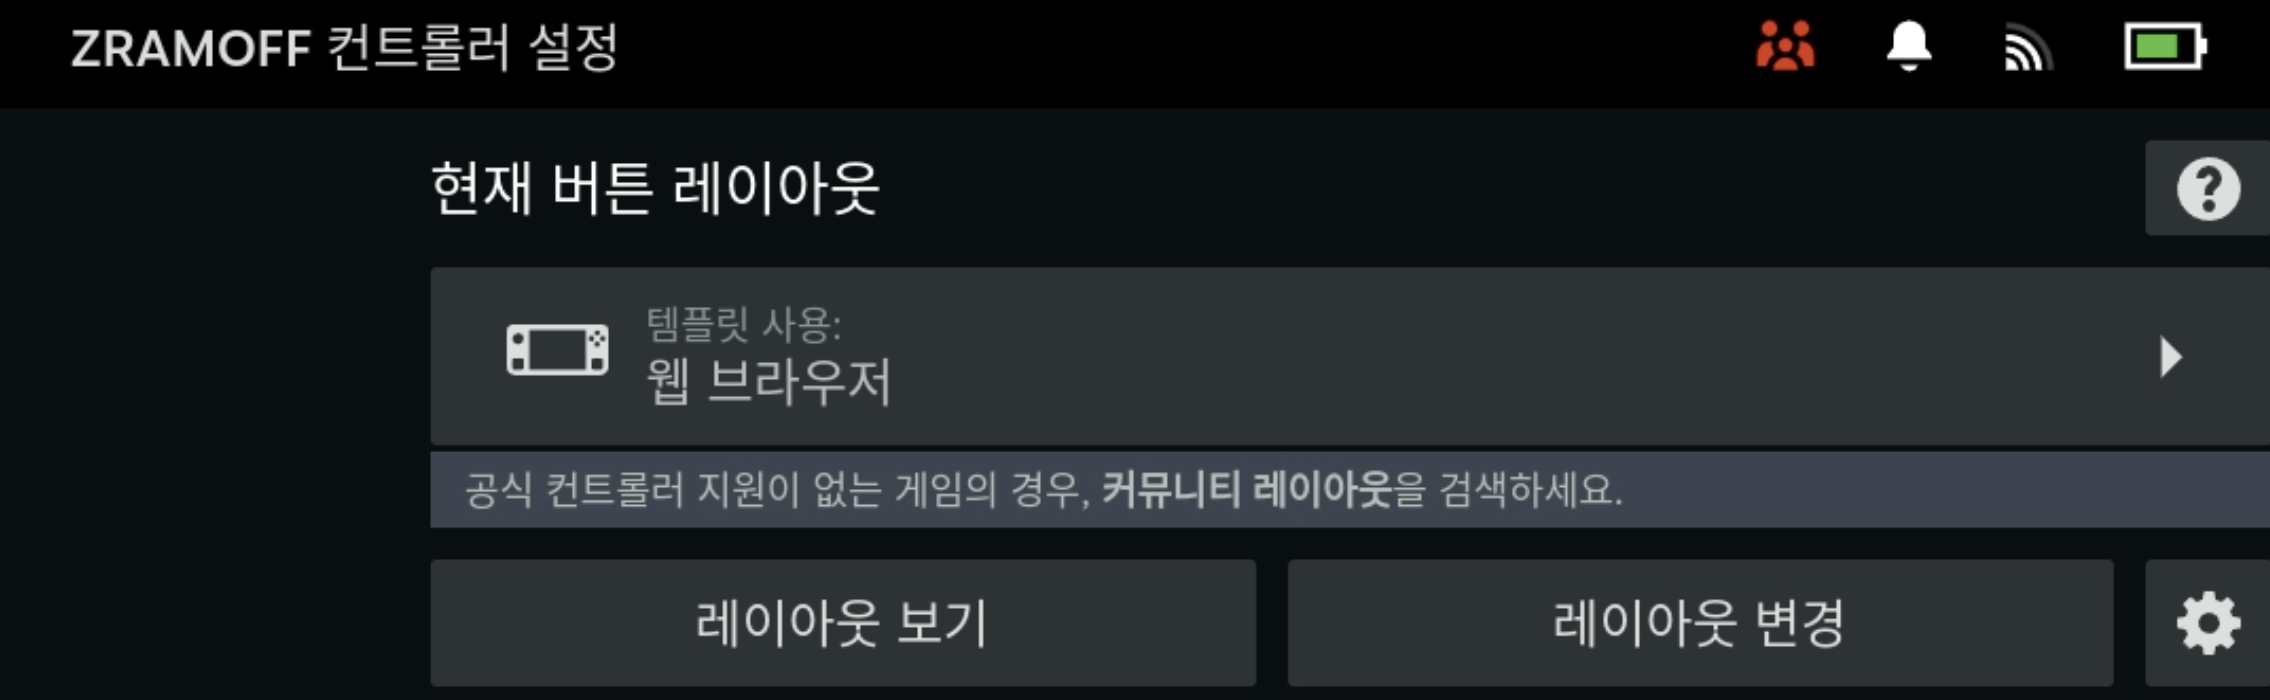 ZRAMOFF 컨트롤러 설정
현재 버튼 레이아웃
템플릿 사용:
웹 브라우저
공식 컨트롤러 지원이 없는 게임의 경우, 커뮤니티 레이아웃을 검색하세요.
레이아웃 보기
레이아웃 변경